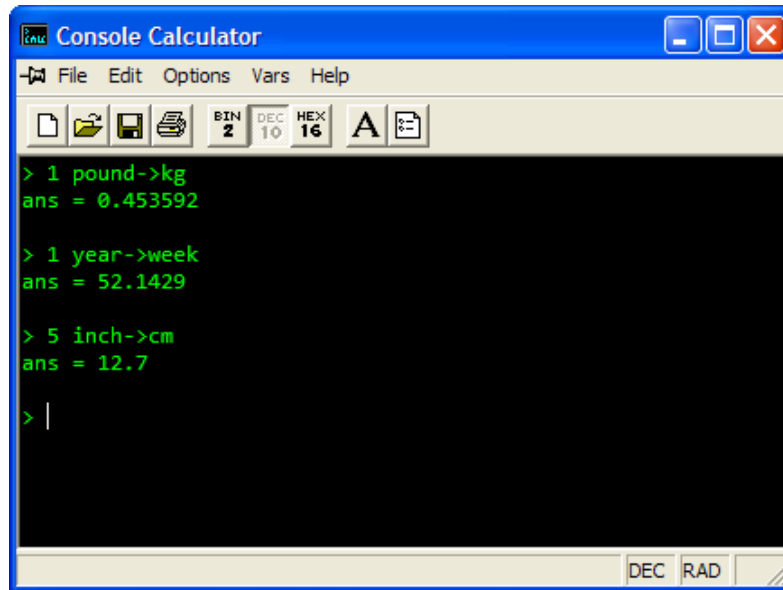 Console Calculator
File Edit Options Vars Help
BIN 2 DEC 10 HEX 16 A
> 1 pound->kg
ans = 0.453592
> 1 year->week
ans = 52.1429
> 5 inch->cm
ans = 12.7
>
DEC RAD